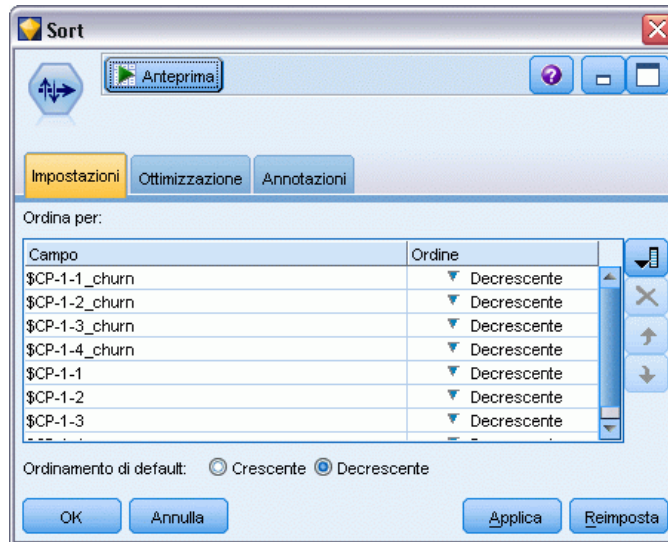 Sort
Anteprima
Impostazioni Ottimizzazione Annotazioni
Ordina per:
Campo Ordine
$CP-1-1_churn Decrescente
$CP-1-2_churn Decrescente
$CP-1-3_churn Decrescente
$CP-1-4_churn Decrescente
$CP-1-1 Decrescente
$CP-1-2 Decrescente
$CP-1-3 Decrescente
Ordinamento di default: Crescente Decrescente
OK Annulla Applica Reimposta